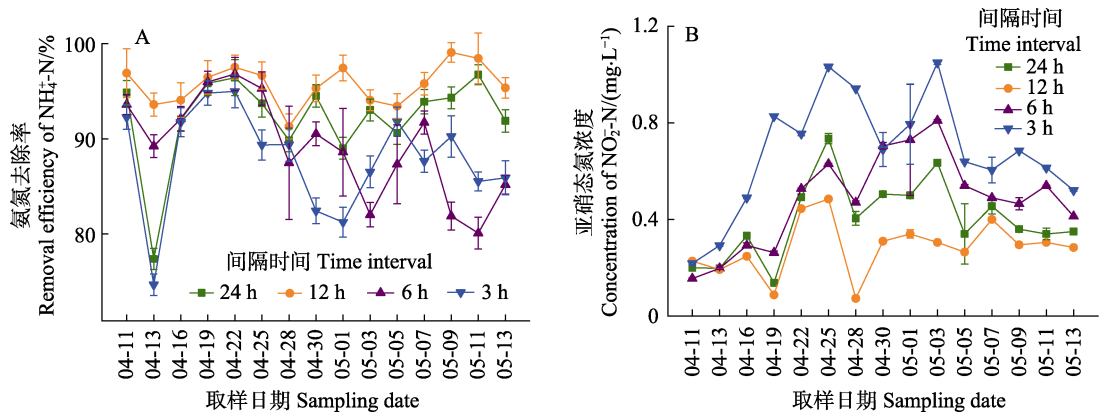 A
氨氮去除率
Removal efficiency of NH₄⁺-N/%
100
90
80
间隔时间 Time interval
24 h 12 h 6 h 3 h
04-11 04-13 04-16 04-19 04-22 04-25 04-28 04-30 05-01 05-03 05-05 05-07 05-09 05-11 05-13
取样日期 Sampling date
B
亚硝态氮浓度
Concentration of NO₂-N/(mg·L⁻¹)
1.2
0.8
0.4
0
间隔时间
Time interval
24 h
12 h
6 h
3 h
04-11 04-13 04-16 04-19 04-22 04-25 04-28 04-30 05-01 05-03 05-05 05-07 05-09 05-11 05-13
取样日期 Sampling date